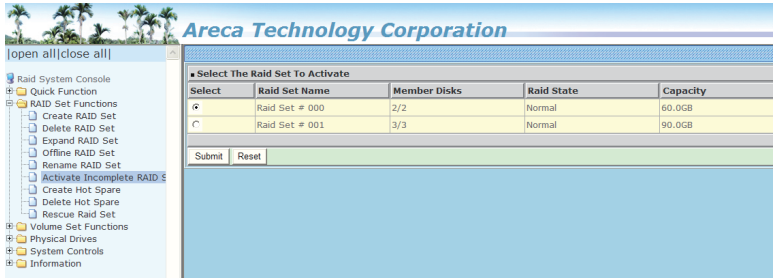 Areca Technology Corporation
|open all|close all|
Raid System Console
Quick Function
RAID Set Functions
Create RAID Set
Delete RAID Set
Expand RAID Set
Offline RAID Set
Rename RAID Set
Activate Incomplete RAID S
Create Hot Spare
Delete Hot Spare
Rescue Raid Set
Volume Set Functions
Physical Drives
System Controls
Information
Select The Raid Set To Activate
Select Raid Set Name Member Disks Raid State Capacity
Raid Set # 000 2/2 Normal 60.0GB
Raid Set # 001 3/3 Normal 90.0GB
Submit Reset